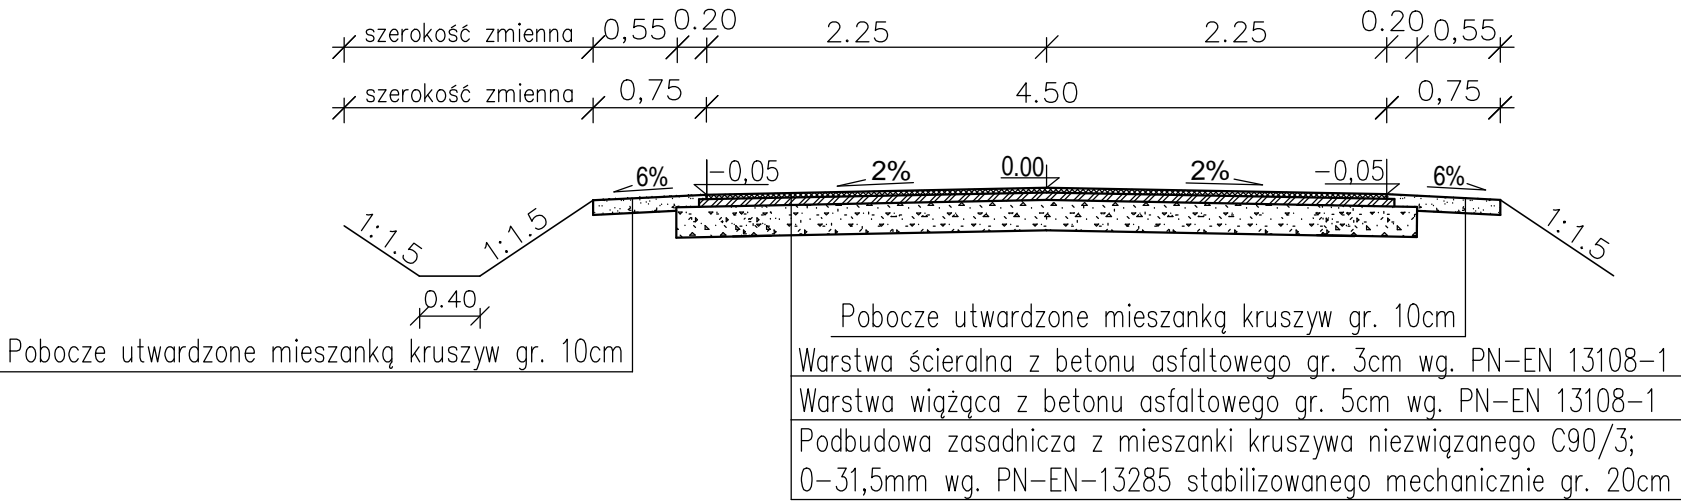 szerokość zmienna 0,55 0.20 2.25 2.25 0.20 0,55
szerokość zmienna 0,75 4.50 0,75
6% -0,05 2% 0.00 2% -0,05 6%
1:1.5 1:1.5 1:1.5
0.40
Pobocze utwardzone mieszanką kruszyw gr. 10cm
Pobocze utwardzone mieszanką kruszyw gr. 10cm
Warstwa ścieralna z betonu asfaltowego gr. 3cm wg. PN-EN 13108-1
Warstwa wiążąca z betonu asfaltowego gr. 5cm wg. PN-EN 13108-1
Podbudowa zasadnicza z mieszanki kruszywa niezwiązanego C90/3;
0-31,5mm wg. PN-EN-13285 stabilizowanego mechanicznie gr. 20cm